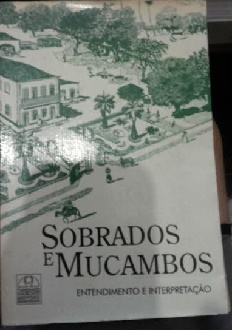 SOBRADOS
E MUCAMBOS
ENTENDIMENTO E INTERPRETAÇÃO